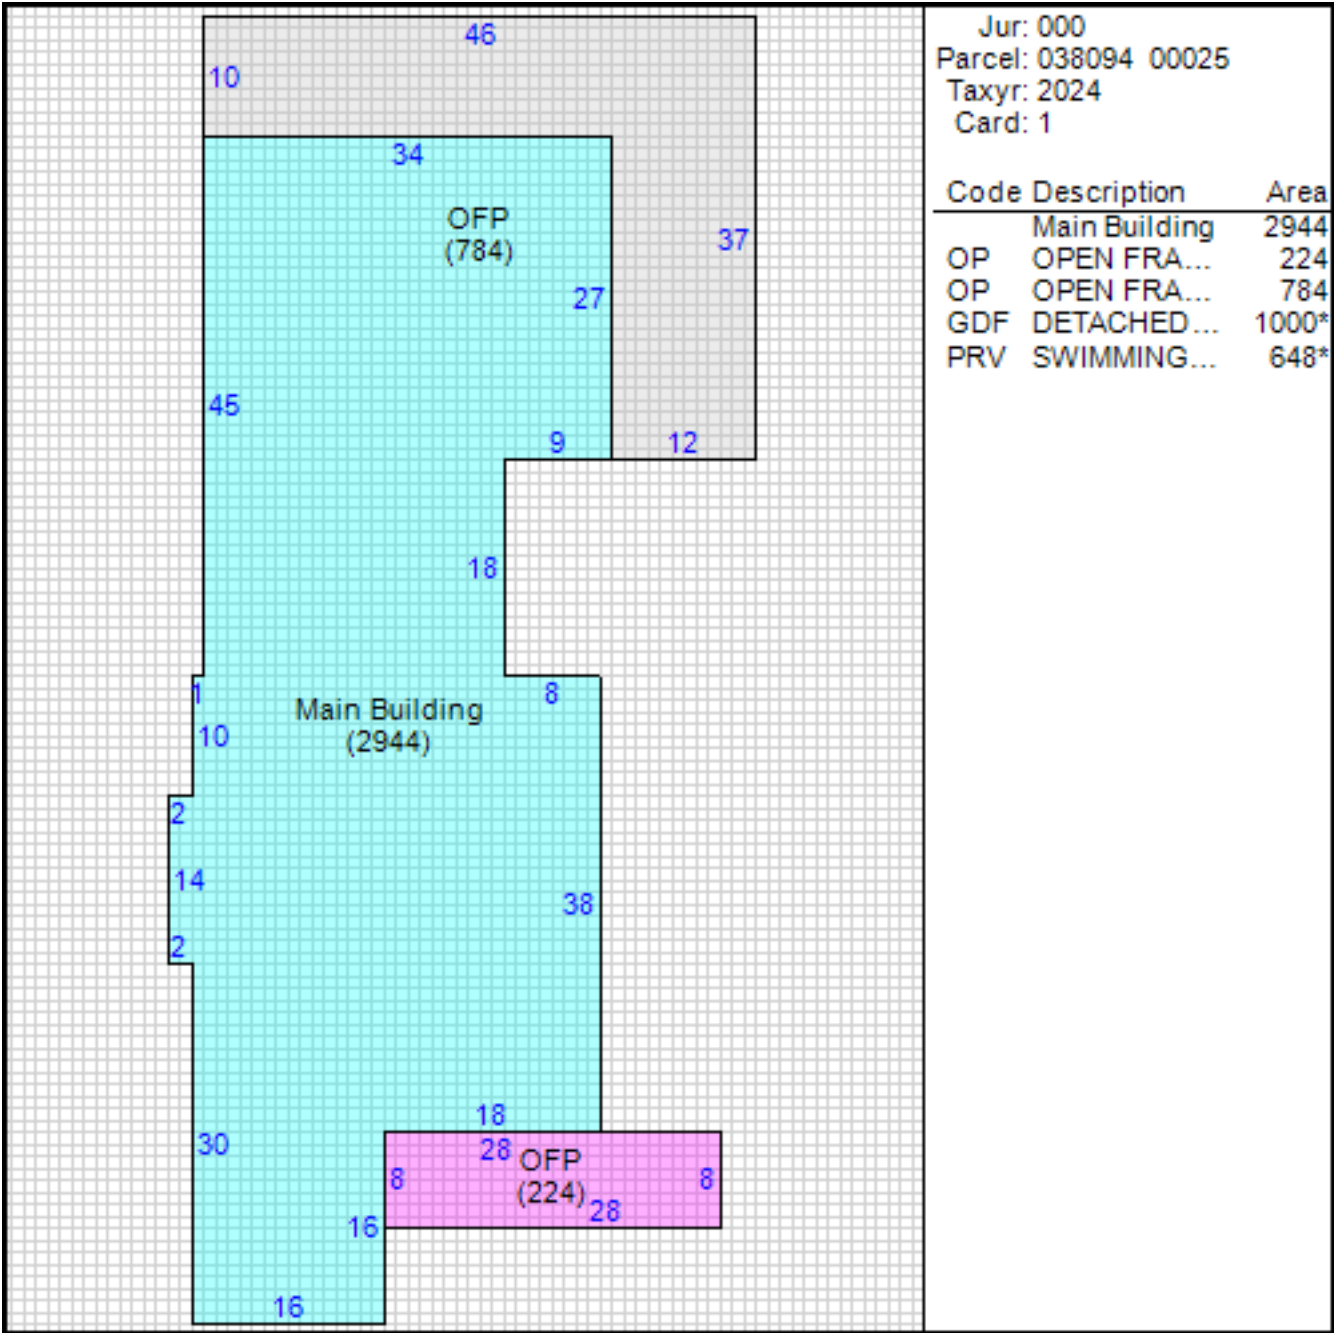 46
10
34
OFP
(784)
37
27
45
9 12
18
1
8
Main Building
(2944)
10
2
14
38
2
18
30
28
OFP
8
8
(224)
28
16
16
Jur: 000
Parcel: 038094 00025
Taxyr: 2024
Card: 1
Code Description Area
Main Building 2944
OP OPEN FRA... 224
OP OPEN FRA... 784
GDF DETACHED... 1000*
PRV SWIMMING... 648*